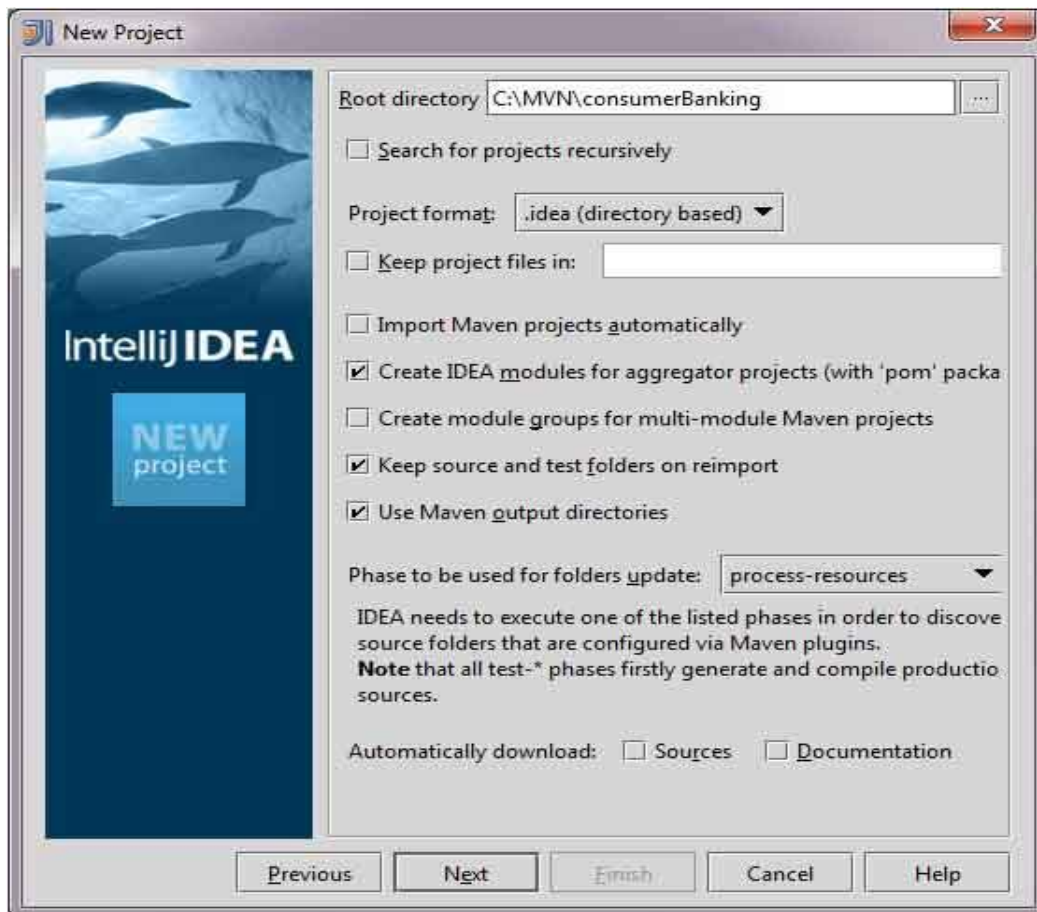 New Project
Root directory C:\MVN\consumerBanking ...
Search for projects recursively
Project format: .idea (directory based)
Keep project files in:
Import Maven projects automatically
IntelliJ IDEA
Create IDEA modules for aggregator projects (with 'pom' packa
Create module groups for multi-module Maven projects
NEW
project
Keep source and test folders on reimport
Use Maven output directories
Phase to be used for folders update: process-resources
IDEA needs to execute one of the listed phases in order to discove
source folders that are configured via Maven plugins.
Note that all test-* phases firstly generate and compile productio
sources.
Automatically download: Sources Documentation
Previous Next Finish Cancel Help